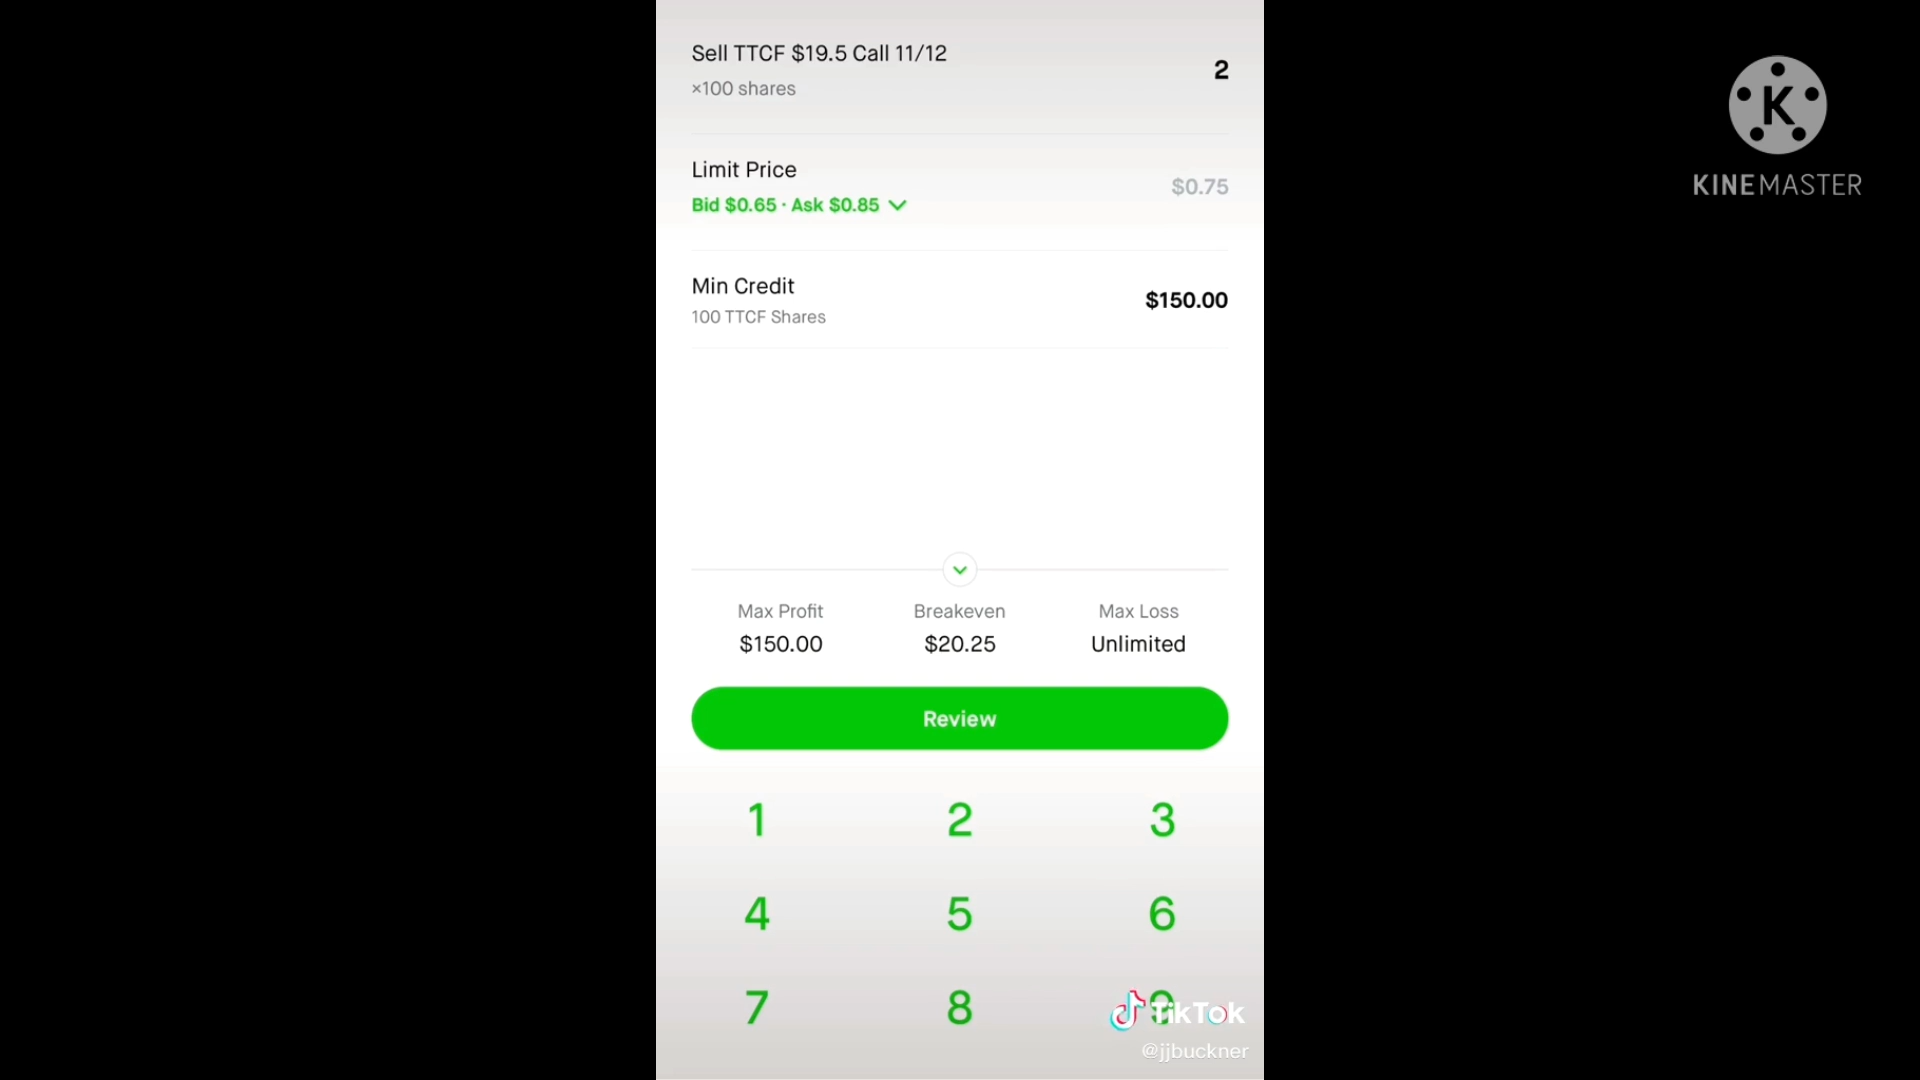 Sell TTCF $19.5 Call 11/12
×100 shares
2
Limit Price
Bid $0.65 · Ask $0.85
$0.75
Min Credit
100 TTCF Shares
$150.00
Max Profit
Breakeven
Max Loss
$150.00
$20.25
Unlimited
Review
1 2 3
4 5 6
7 8 9
TikTok
@jjbuckner
K
KINEMASTER